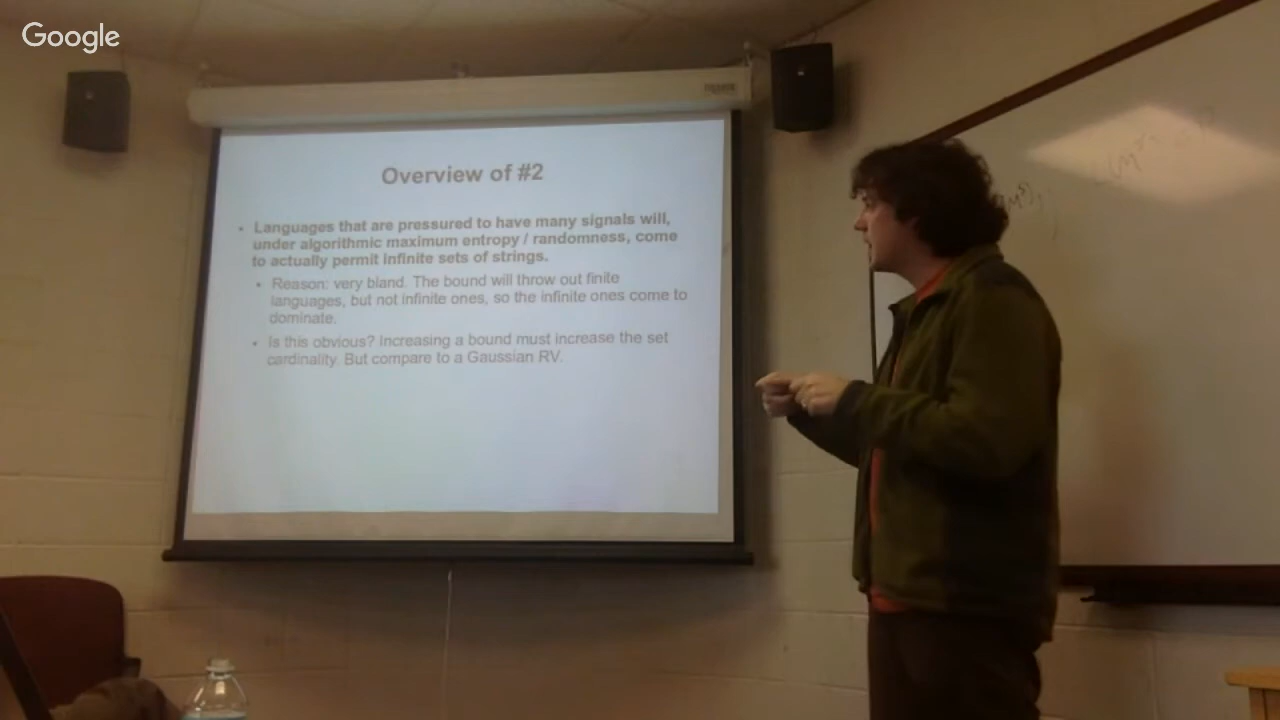 Google
Overview of #2
• Languages that are pressured to have many signals will,
under algorithmic maximum entropy / randomness, come
to actually permit infinite sets of strings.
• Reason: very bland. The bound will throw out finite
languages, but not infinite ones, so the infinite ones come to
dominate.
• Is this obvious? Increasing a bound must increase the set
cardinality. But compare to a Gaussian RV.